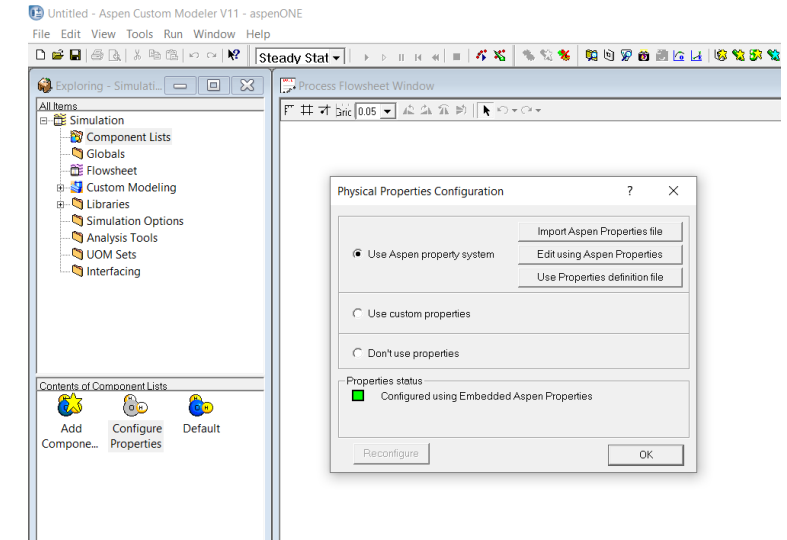 Untitled - Aspen Custom Modeler V11 - aspenONE
File Edit View Tools Run Window Help
Steady Stat
Exploring - Simulati...
Process Flowsheet Window
All Items
Gric 0.05
Simulation
Component Lists
Globals
Flowsheet
Custom Modeling
Libraries
Simulation Options
Analysis Tools
UOM Sets
Interfacing
Physical Properties Configuration ?
Import Aspen Properties file
Use Aspen property system Edit using Aspen Properties
Use Properties definition file
Use custom properties
Don't use properties
Properties status
Configured using Embedded Aspen Properties
Reconfigure OK
Contents of Component Lists
Add Compone...
Configure Properties
Default